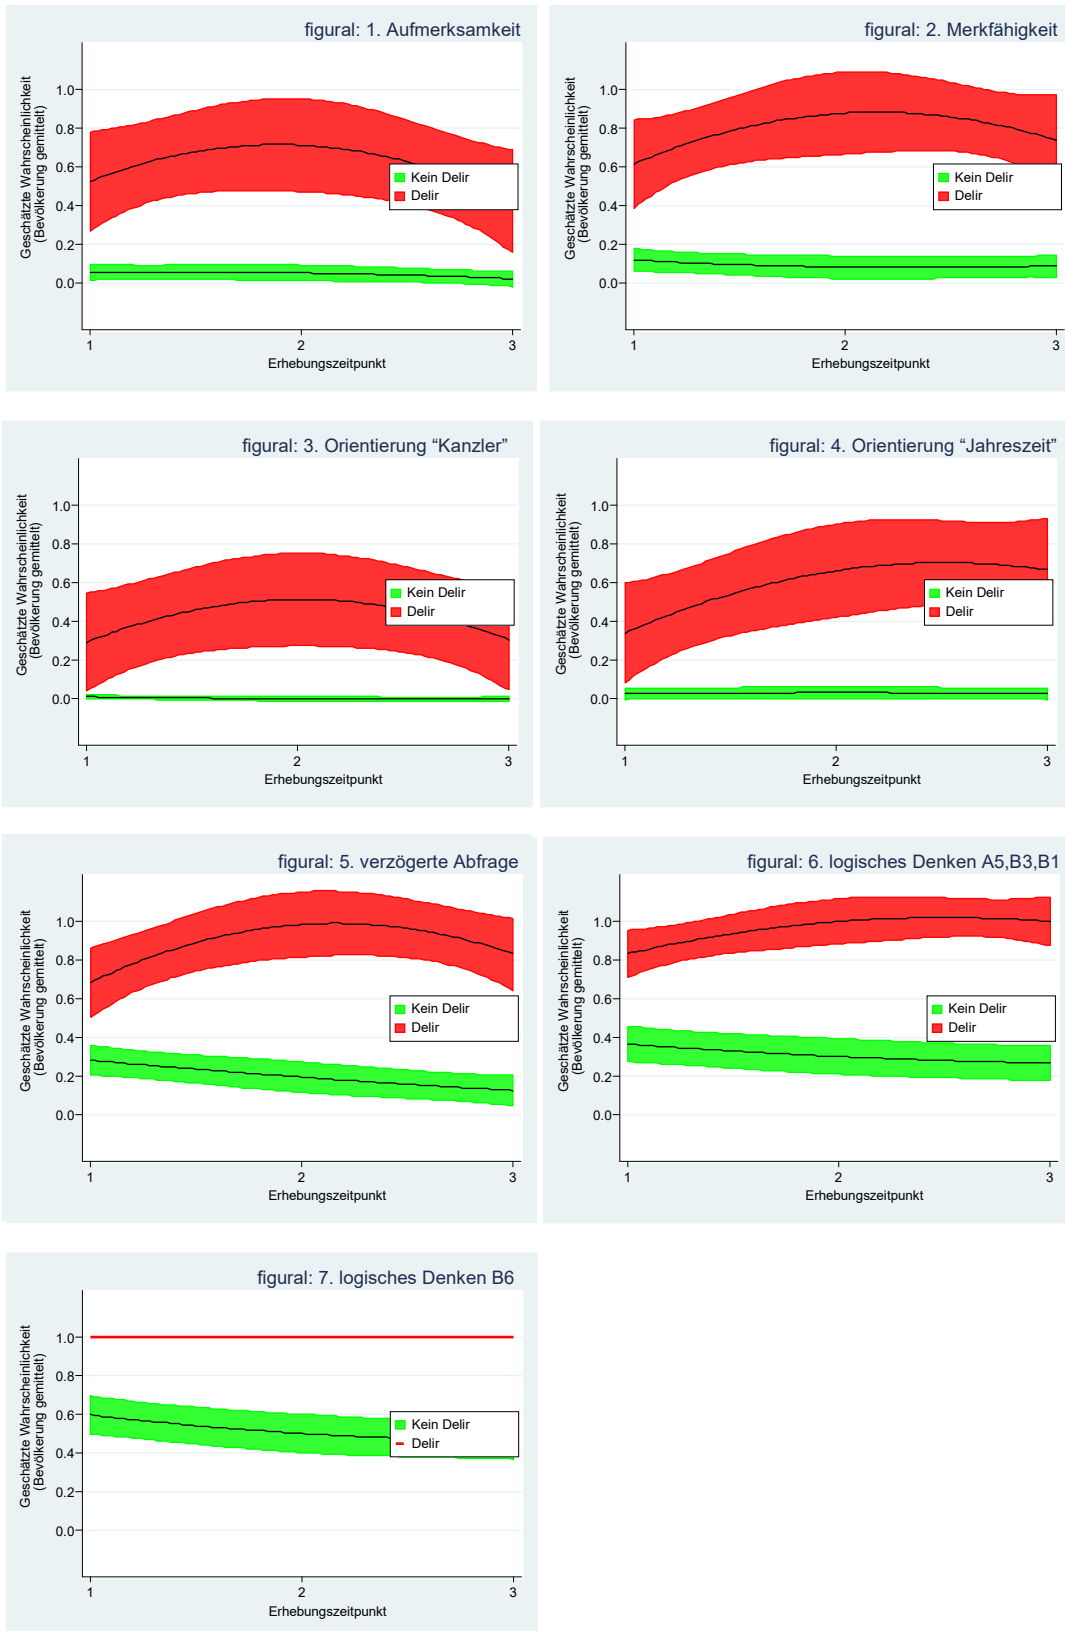 figural: 1. Aufmerksamkeit
Geschätzte Wahrscheinlichkeit
(Bevölkerung gemittelt)
1.0
0.8
0.6
0.4
0.2
0.0
Kein Delir
Delir
1 2 3
Erhebungszeitpunkt
figural: 2. Merkfähigkeit
Geschätzte Wahrscheinlichkeit
(Bevölkerung gemittelt)
1.0
0.8
0.6
0.4
0.2
0.0
Kein Delir
Delir
1 2 3
Erhebungszeitpunkt
figural: 3. Orientierung “Kanzler”
Geschätzte Wahrscheinlichkeit
(Bevölkerung gemittelt)
1.0
0.8
0.6
0.4
0.2
0.0
Kein Delir
Delir
1 2 3
Erhebungszeitpunkt
figural: 4. Orientierung “Jahreszeit”
Geschätzte Wahrscheinlichkeit
(Bevölkerung gemittelt)
1.0
0.8
0.6
0.4
0.2
0.0
Kein Delir
Delir
1 2 3
Erhebungszeitpunkt
figural: 5. verzögerte Abfrage
Geschätzte Wahrscheinlichkeit
(Bevölkerung gemittelt)
1.0
0.8
0.6
0.4
0.2
0.0
Kein Delir
Delir
1 2 3
Erhebungszeitpunkt
figural: 6. logisches Denken A5,B3,B1
Geschätzte Wahrscheinlichkeit
(Bevölkerung gemittelt)
1.0
0.8
0.6
0.4
0.2
0.0
Kein Delir
Delir
1 2 3
Erhebungszeitpunkt
figural: 7. logisches Denken B6
Geschätzte Wahrscheinlichkeit
(Bevölkerung gemittelt)
1.0
0.8
0.6
0.4
0.2
0.0
Kein Delir
Delir
1 2 3
Erhebungszeitpunkt